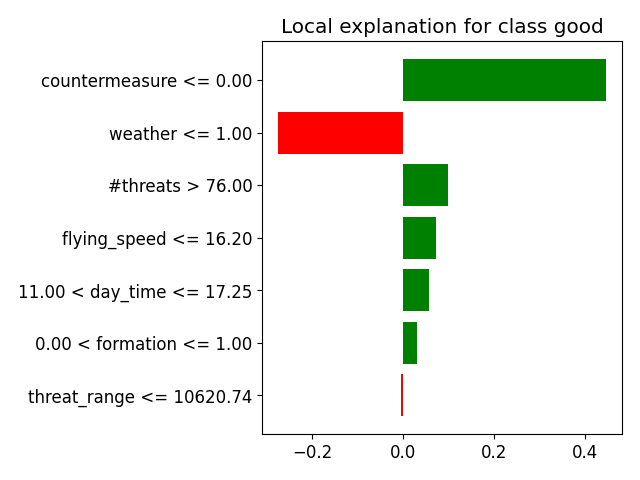 Local explanation for class good
countermeasure <= 0.00
weather <= 1.00
#threats > 76.00
flying_speed <= 16.20
11.00 < day_time <= 17.25
0.00 < formation <= 1.00
threat_range <= 10620.74
−0.2 0.0 0.2 0.4